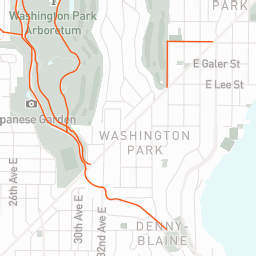 Washington Park
Arboretum
PARK
E Galer St
E Lee St
panese Garden
WASHINGTON
PARK
26th Ave E
30th Ave E
32nd Ave E
DENNY-
BLAINE